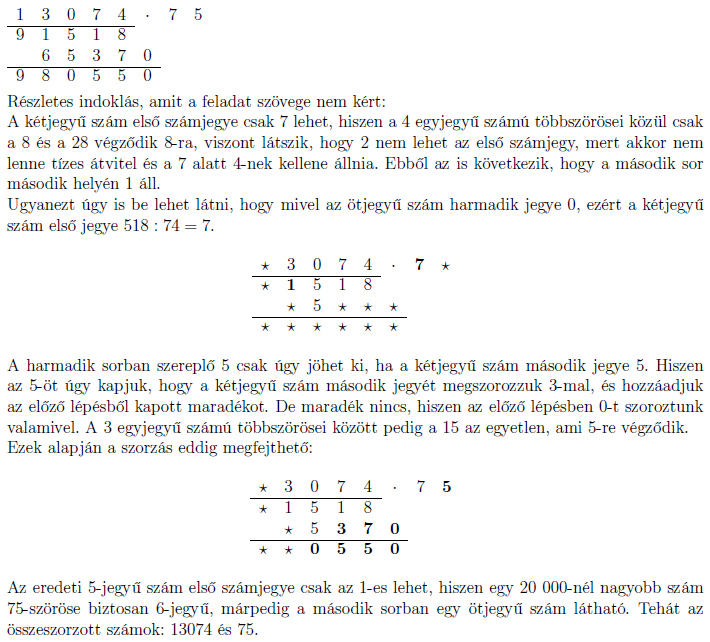 1 3 0 7 4 · 7 5
9 1 5 1 8
6 5 3 7 0
9 8 0 5 5 0
Részletes indoklás, amit a feladat szövege nem kért:
A kétjegyű szám első számjegye csak 7 lehet, hiszen a 4 egyjegyű számú többszörösei közül csak
a 8 és a 28 végződik 8-ra, viszont látszik, hogy 2 nem lehet az első számjegy, mert akkor nem
lenne tízes átvitel és a 7 alatt 4-nek kellene állnia. Ebből az is következik, hogy a második sor
második helyén 1 áll.
Ugyanezt úgy is be lehet látni, hogy mivel az ötjegyű szám harmadik jegye 0, ezért a kétjegyű
szám első jegye 518 : 74 = 7.
⋆ 3 0 7 4 · 7 ⋆
⋆ 1 5 1 8
⋆ 5 ⋆ ⋆ ⋆
⋆ ⋆ ⋆ ⋆ ⋆ ⋆
A harmadik sorban szereplő 5 csak úgy jöhet ki, ha a kétjegyű szám második jegye 5. Hiszen
az 5-öt úgy kapjuk, hogy a kétjegyű szám második jegyét megszorozzuk 3-mal, és hozzáadjuk
az előző lépésből kapott maradékot. De maradék nincs, hiszen az előző lépésben 0-t szoroztunk
valamivel. A 3 egyjegyű számú többszörösei között pedig a 15 az egyetlen, ami 5-re végződik.
Ezek alapján a szorzás eddig megfejthető:
⋆ 3 0 7 4 · 7 5
⋆ 1 5 1 8
⋆ 5 3 7 0
⋆ ⋆ 0 5 5 0
Az eredeti 5-jegyű szám első számjegye csak az 1-es lehet, hiszen egy 20 000-nél nagyobb szám
75-szöröse biztosan 6-jegyű, márpedig a második sorban egy ötjegyű szám látható. Tehát az
összeszorzott számok: 13074 és 75.